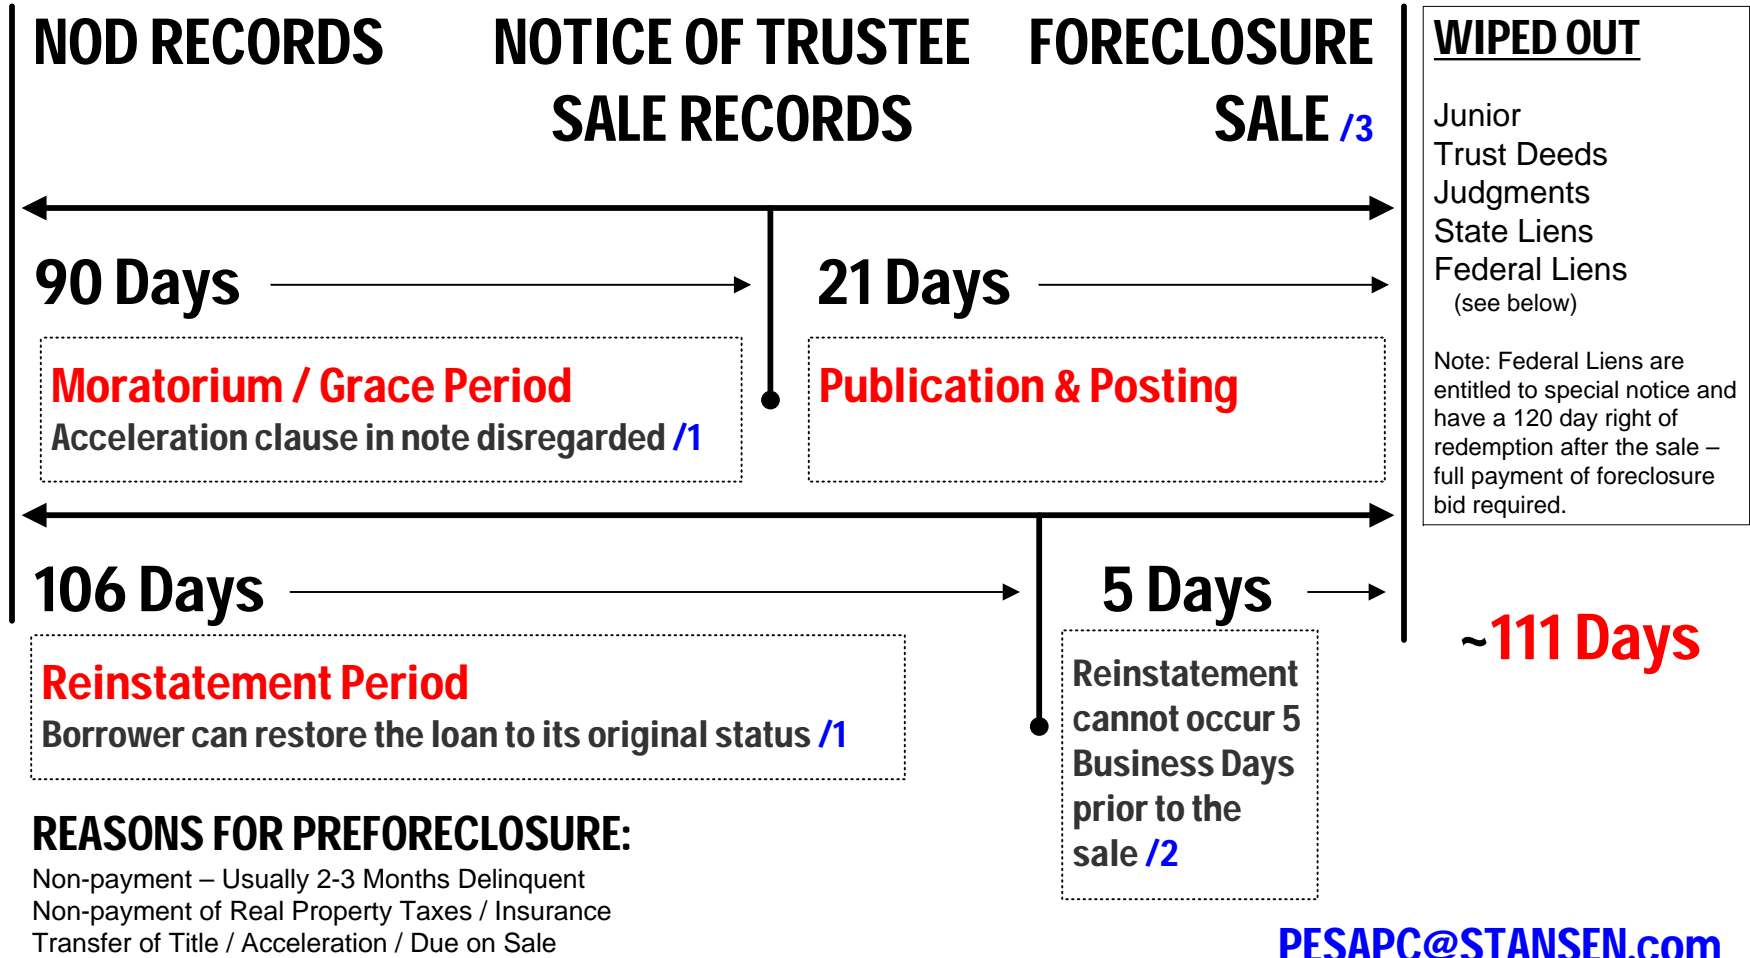 NOD RECORDS
NOTICE OF TRUSTEE
SALE RECORDS
FORECLOSURE
SALE /3
90 Days
21 Days
Moratorium / Grace Period
Acceleration clause in note disregarded /1
Publication & Posting
106 Days
5 Days
Reinstatement Period
Borrower can restore the loan to its original status /1
Reinstatement
cannot occur 5
Business Days
prior to the
sale /2
WIPED OUT
Junior
Trust Deeds
Judgments
State Liens
Federal Liens
(see below)
Note: Federal Liens are
entitled to special notice and
have a 120 day right of
redemption after the sale –
full payment of foreclosure
bid required.
~111 Days
REASONS FOR PREFORECLOSURE:
Non-payment – Usually 2-3 Months Delinquent
Non-payment of Real Property Taxes / Insurance
Transfer of Title / Acceleration / Due on Sale
PESAPC@STANSEN.com